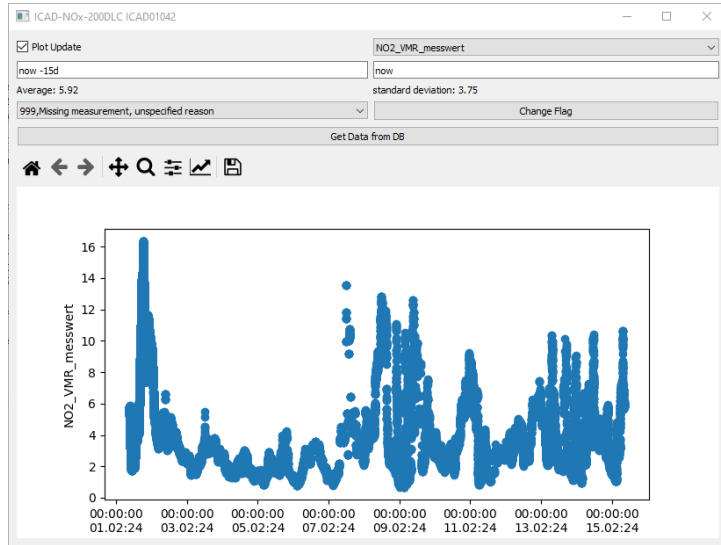 ICAD-NOx-200DLC ICAD01042
Plot Update
NO2_VMR_messwert
now -15d
now
Average: 5.92
standard deviation: 3.75
999,Missing measurement, unspecified reason
Change Flag
Get Data from DB
16
14
12
10
8
6
4
2
0
NO2_VMR_messwert
00:00:00 00:00:00 00:00:00 00:00:00 00:00:00 00:00:00 00:00:00 00:00:00
01.02:24 03.02:24 05.02:24 07.02:24 09.02:24 11.02:24 13.02:24 15.02:24